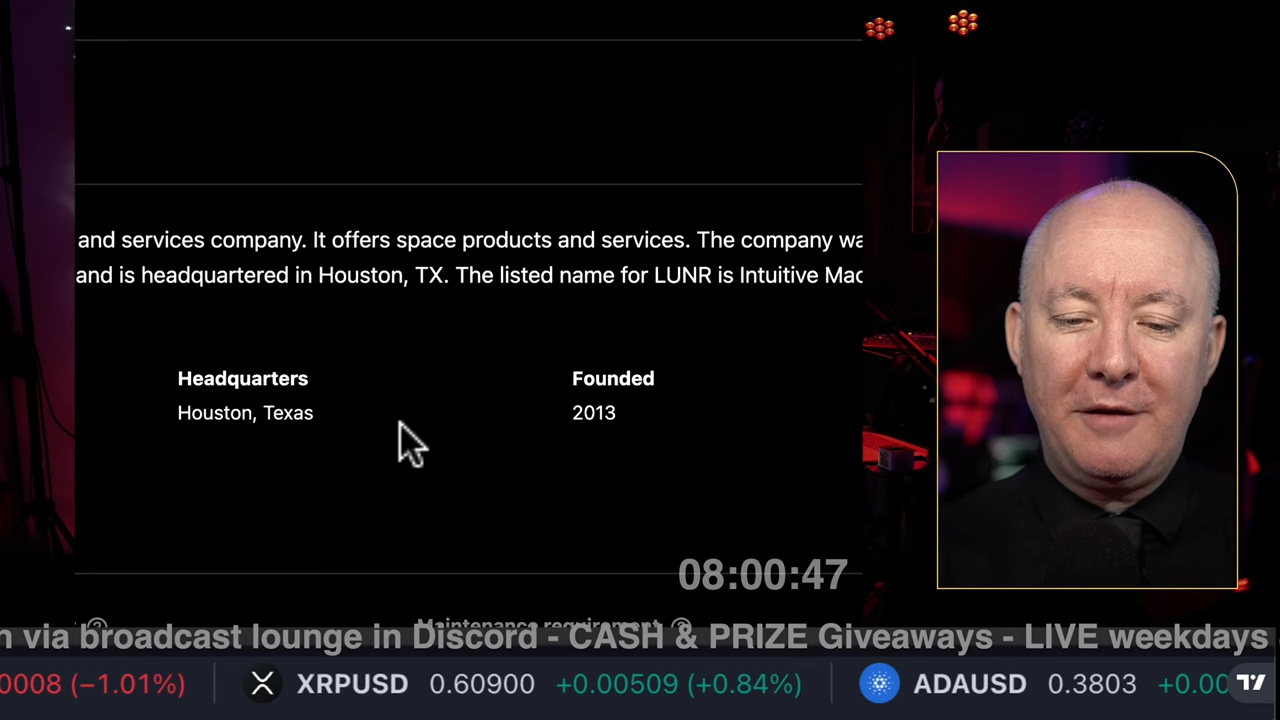 and services company. It offers space products and services. The company wa
and is headquartered in Houston, TX. The listed name for LUNR is Intuitive Mac
Headquarters
Founded
Houston, Texas
2013
08:00:47
Maintenance requirement
n via broadcast lounge in Discord - CASH & PRIZE Giveaways - LIVE weekdays
0008 (−1.01%) XRPUSD 0.60900 +0.00509 (+0.84%) ADAUSD 0.3803 +0.00